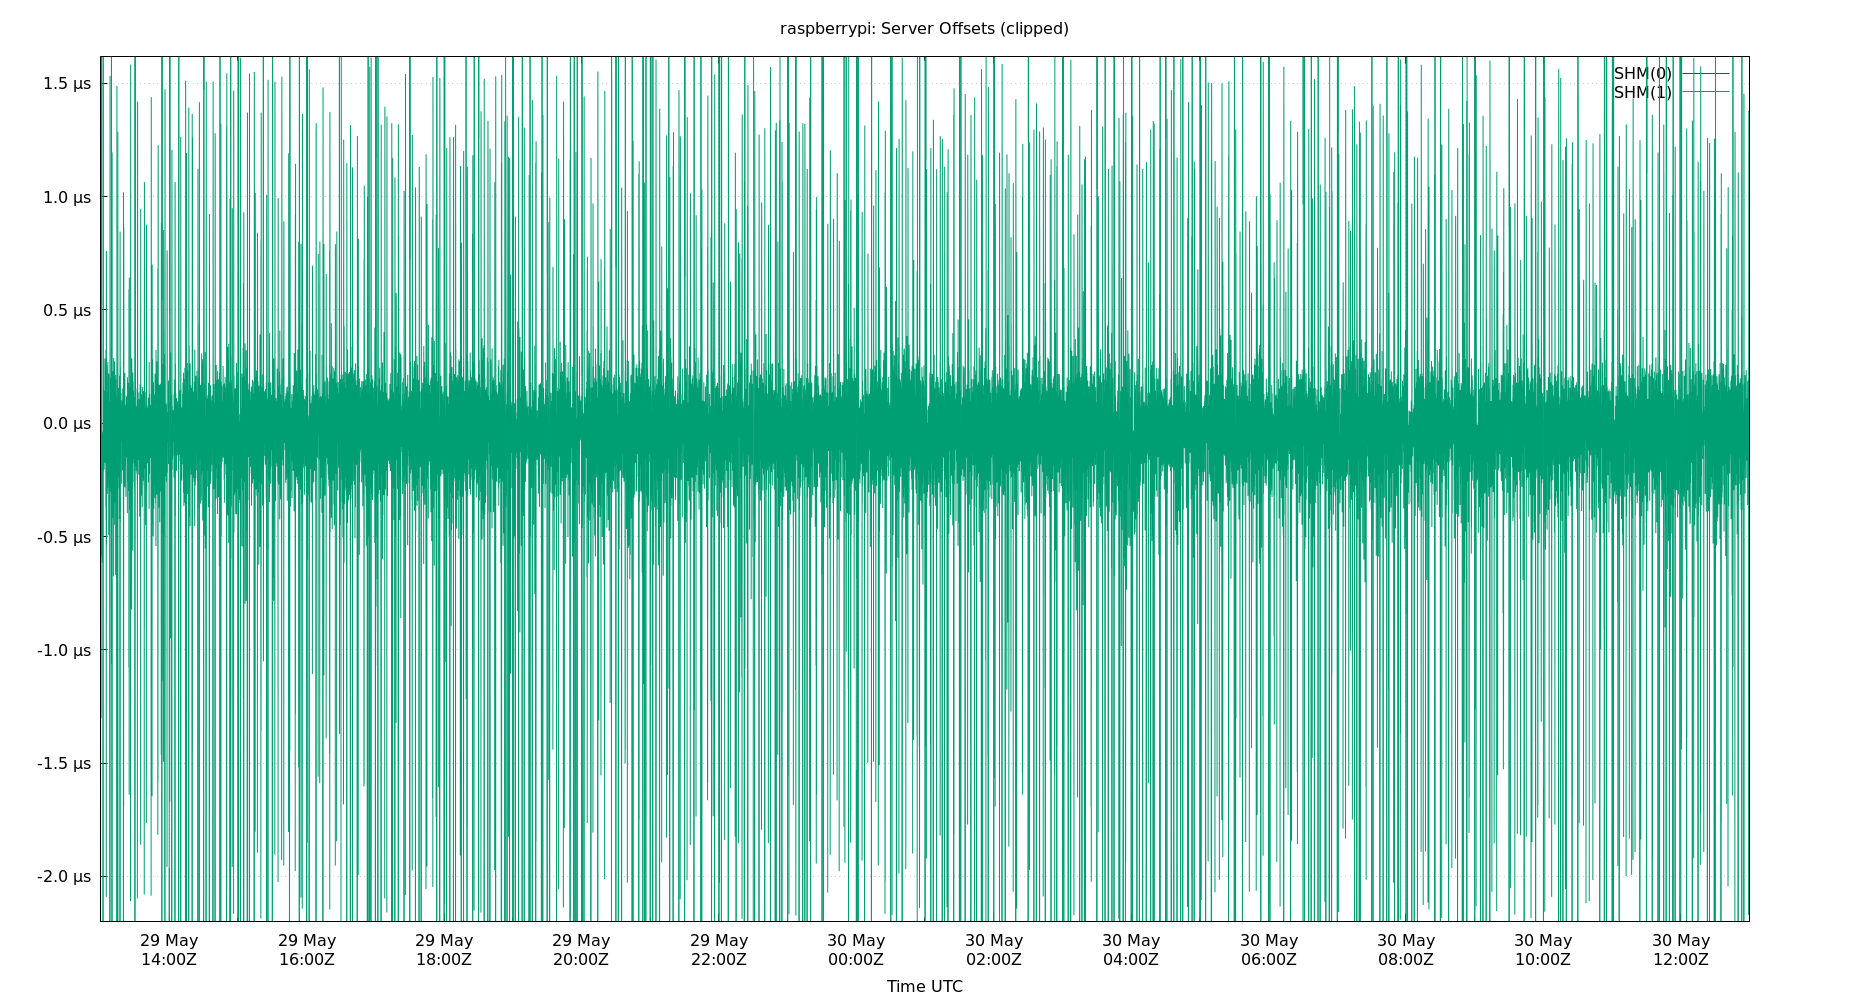 raspberrypi: Server Offsets (clipped)
SHM(0)
SHM(1)
1.5 µs
1.0 µs
0.5 µs
0.0 µs
-0.5 µs
-1.0 µs
-1.5 µs
-2.0 µs
29 May 29 May 29 May 29 May 29 May 30 May 30 May 30 May 30 May 30 May 30 May 30 May
14:00Z 16:00Z 18:00Z 20:00Z 22:00Z 00:00Z 02:00Z 04:00Z 06:00Z 08:00Z 10:00Z 12:00Z
Time UTC